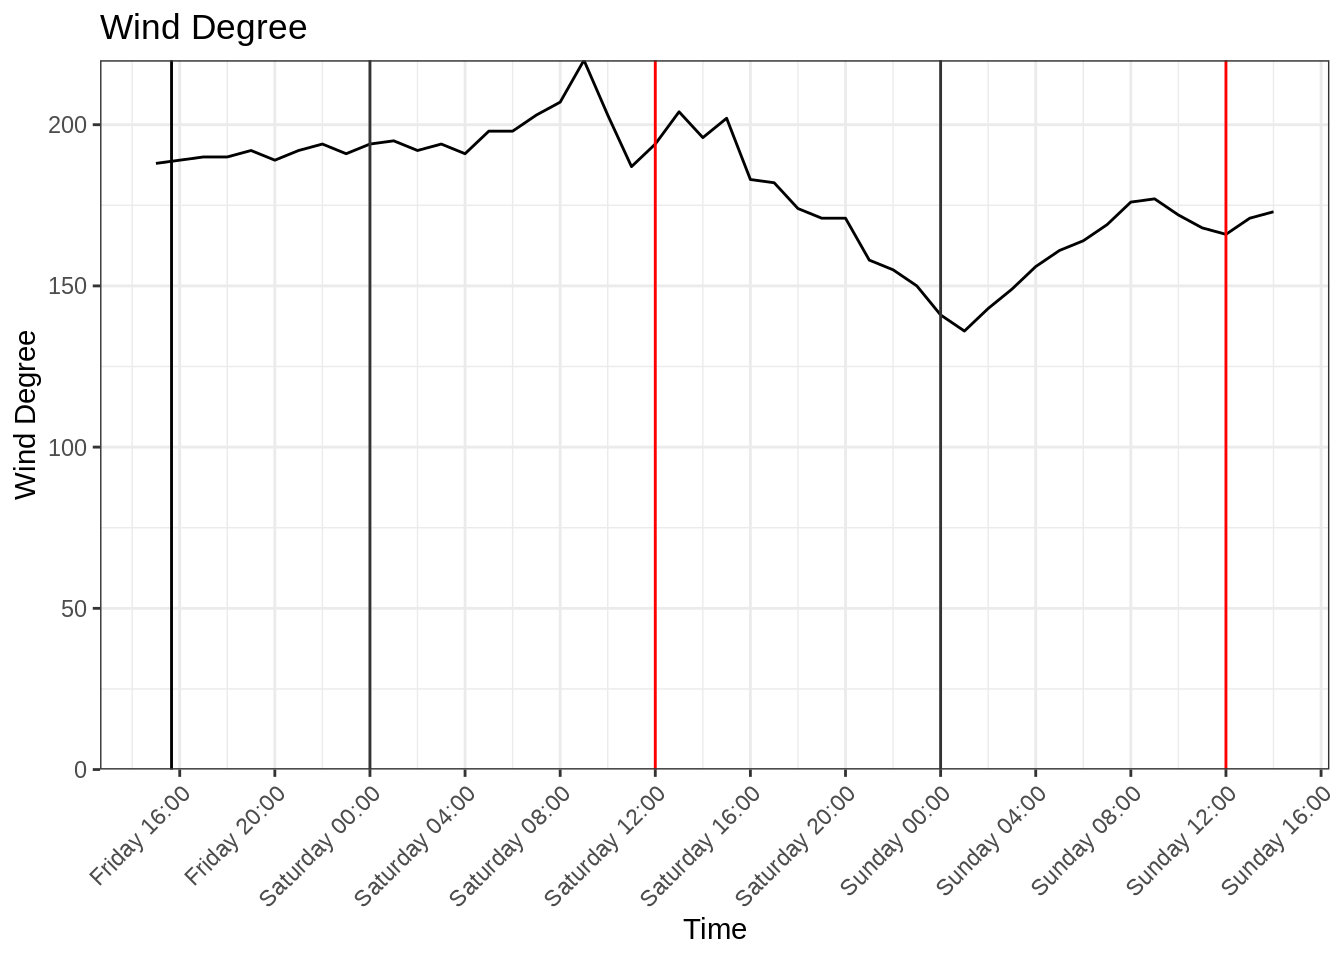 Wind Degree
Wind Degree
200
150
100
50
0
Friday 16:00
Friday 20:00
Saturday 00:00
Saturday 04:00
Saturday 08:00
Saturday 12:00
Saturday 16:00
Saturday 20:00
Sunday 00:00
Sunday 04:00
Sunday 08:00
Sunday 12:00
Sunday 16:00
Time